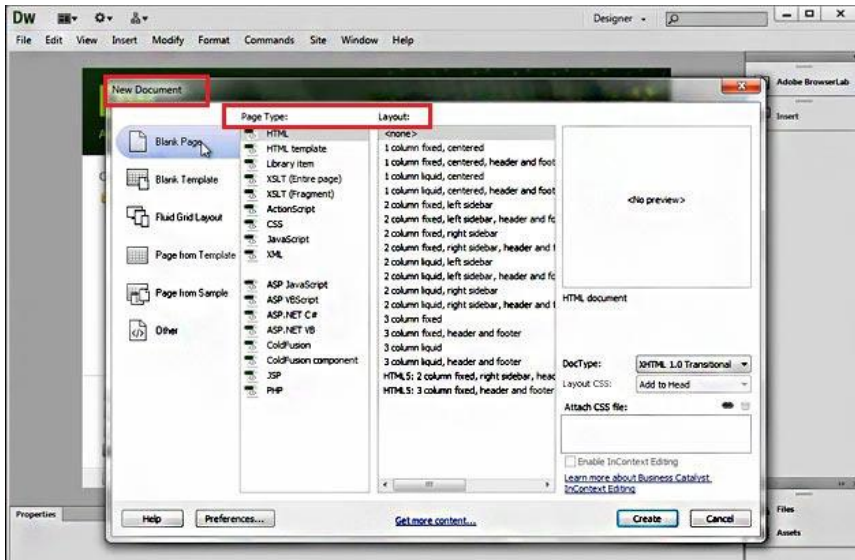 Dw
Designer
File Edit View Insert Modify Format Commands Site Window Help
Adobe BrowserLab
Insert
New Document
Page Type:
Layout:
Blank Page
Blank Template
Fluid Grid Layout
Page from Template
Page from Sample
Other
HTML
HTML template
Library item
XSLT (Entire page)
XSLT (Fragment)
ActionScript
CSS
JavaScript
XML
ASP JavaScript
ASP VBScript
ASP.NET C#
ASP.NET VB
ColdFusion
ColdFusion component
JSP
PHP
<none>
1 column fixed, centered
1 column fixed, centered, header and foot
1 column liquid, centered
1 column liquid, centered, header and foot
2 column fixed, left sidebar
2 column fixed, left sidebar, header and fo
2 column fixed, right sidebar
2 column fixed, right sidebar, header and f
2 column liquid, left sidebar
2 column liquid, left sidebar, header and fo
2 column liquid, right sidebar
2 column liquid, right sidebar, header and f
3 column fixed
3 column fixed, header and footer
3 column liquid
3 column liquid, header and footer
HTML5: 2 column fixed, right sidebar, head
HTML5: 3 column fixed, header and footer
<No preview>
HTML document
DocType: XHTML 1.0 Transitional
Layout CSS: Add to Head
Attach CSS file:
Enable InContext Editing
Learn more about Business Catalyst
InContext Editing
Help
Preferences...
Get more content...
Create
Cancel
Properties
Files
Assets